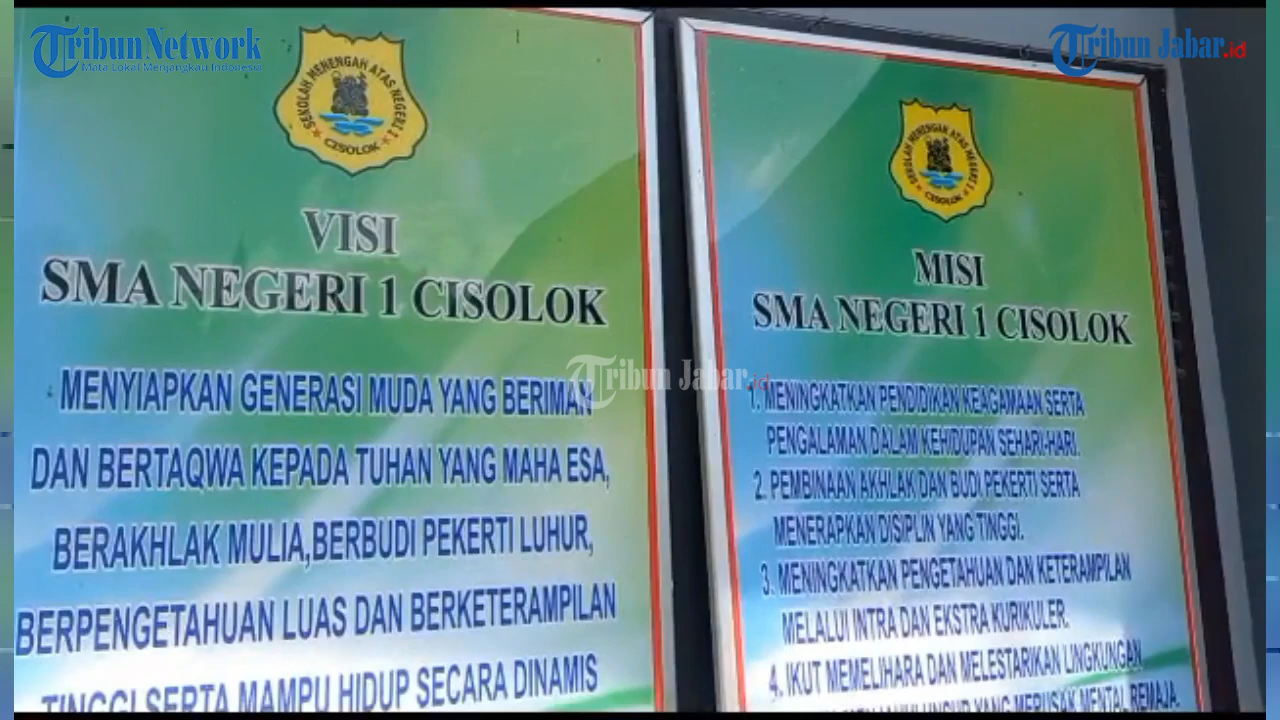 TribunNetwork
Mata Lokal Menjangkau Indonesia
Tribun Jabar.id
SEKOLAH MENENGAH ATAS NEGERI 1
CISOLOK
VISI
SMA NEGERI 1 CISOLOK
MENYIAPKAN GENERASI MUDA YANG BERIMAN
DAN BERTAQWA KEPADA TUHAN YANG MAHA ESA,
BERAKHLAK MULIA,BERBUDI PEKERTI LUHUR,
BERPENGETAHUAN LUAS DAN BERKETERAMPILAN
TINGGI SERTA MAMPU HIDUP SECARA DINAMIS
Tribun Jabar.id
SEKOLAH MENENGAH ATAS NEGERI 1
CISOLOK
MISI
SMA NEGERI 1 CISOLOK
1. MENINGKATKAN PENDIDIKAN KEAGAMAAN SERTA
PENGALAMAN DALAM KEHIDUPAN SEHARI-HARI.
2. PEMBINAAN AKHLAK DAN BUDI PEKERTI SERTA
MENERAPKAN DISIPLIN YANG TINGGI.
3. MENINGKATKAN PENGETAHUAN DAN KETERAMPILAN
MELALUI INTRA DAN EKSTRA KURIKULER.
4. IKUT MEMELIHARA DAN MELESTARIKAN LINGKUNGAN
UNSUR YANG MERUSAK MENTAL REMAJA.